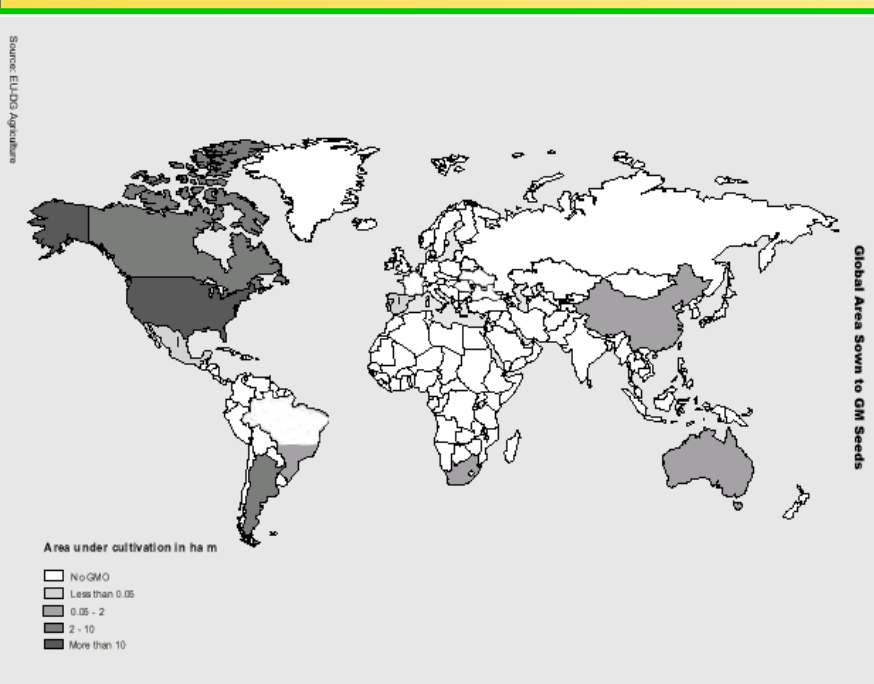 Source: EU-DG Agriculture
Global Area Sown to GM Seeds
Area under cultivation in ha m
No GMO
Less than 0.05
0.05 - 2
2 - 10
More than 10